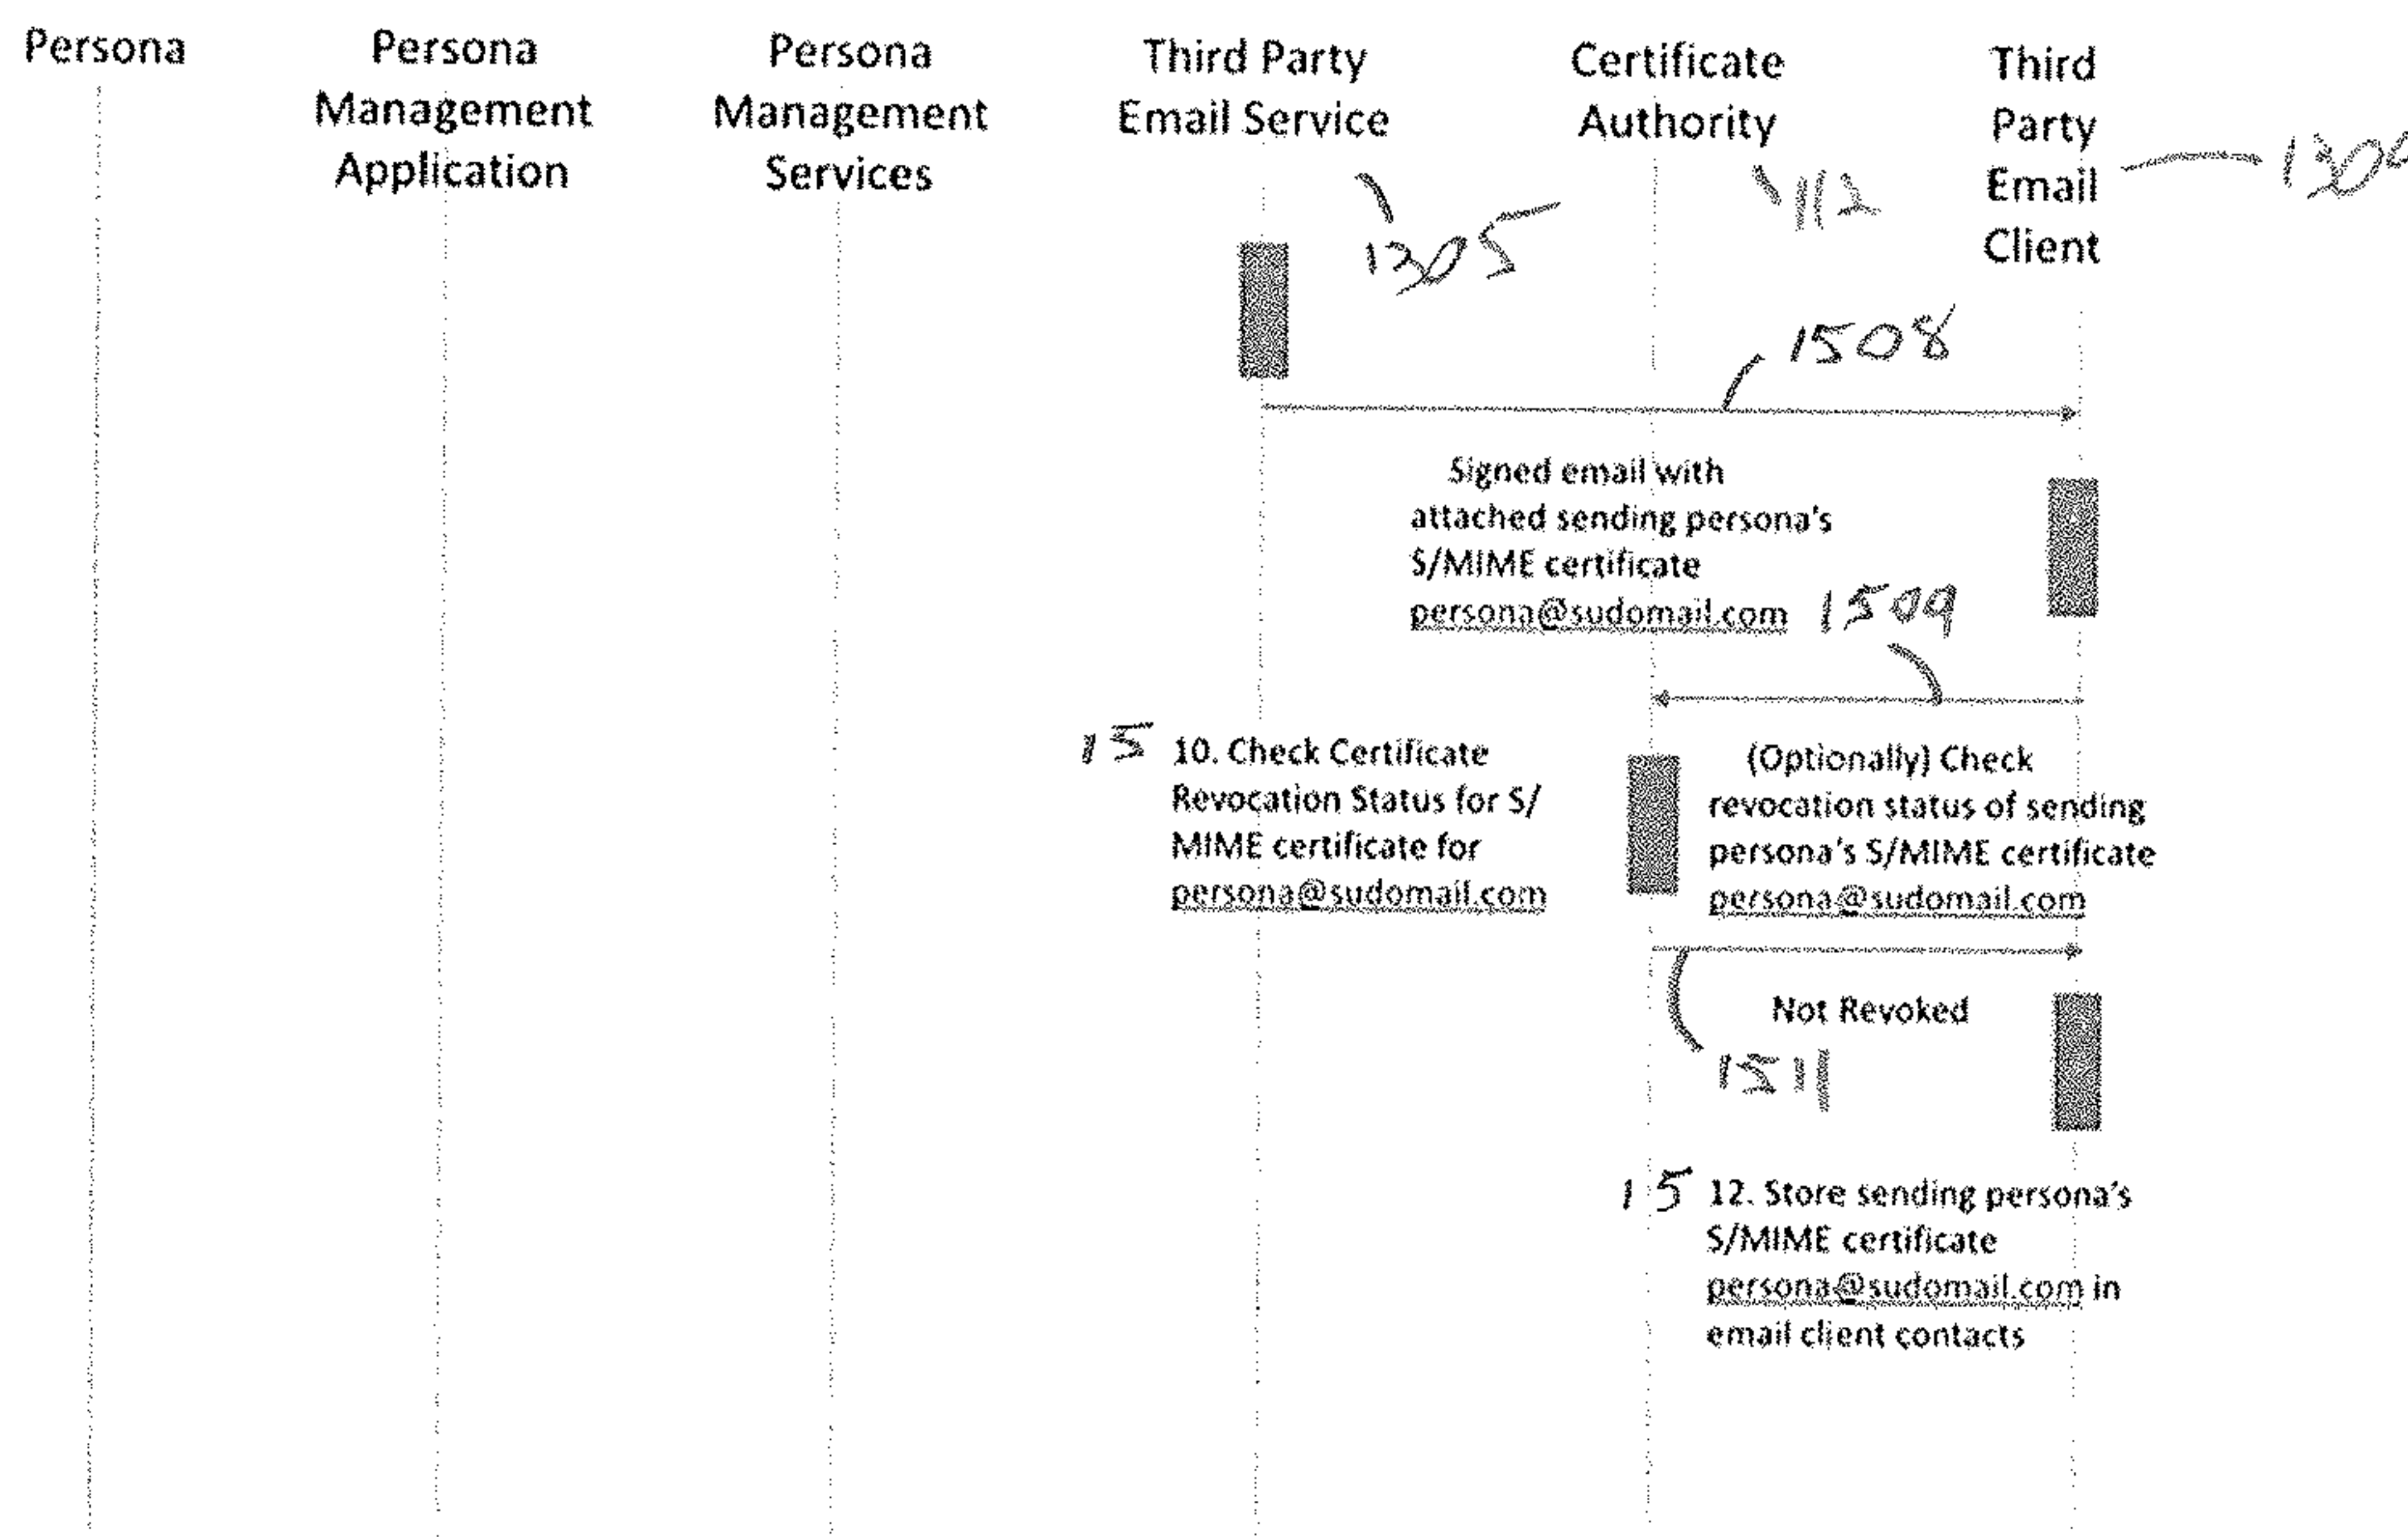 Persona
Persona
Management
Application
Persona
Management
Services
Third Party
Email Service
Certificate
Authority
Third
Party
Email
Client
1305
112
1508
Signed email with
attached sending persona's
S/MIME certificate
persona@sudomail.com
1509
15 10. Check Certificate
Revocation Status for S/
MIME certificate for
persona@sudomail.com
(Optionally) Check
revocation status of sending
persona's S/MIME certificate
persona@sudomail.com
Not Revoked
1511
15 12. Store sending persona's
S/MIME certificate
persona@sudomail.com in
email client contacts